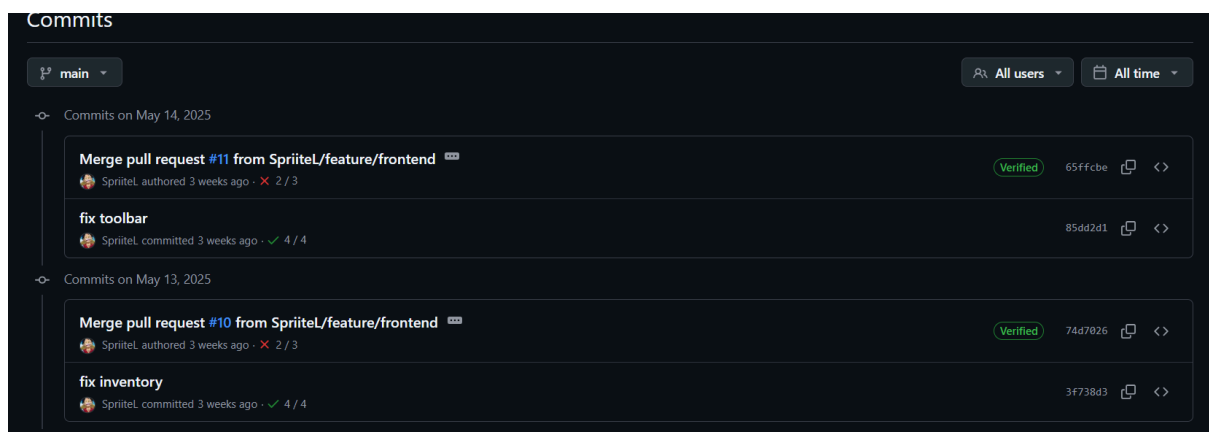 Commits
main
All users
All time
Commits on May 14, 2025
Merge pull request #11 from SpriiteL/feature/frontend
Verified
65ffcbe
SpriiteL authored 3 weeks ago · 2 / 3
fix toolbar
85dd2d1
SpriiteL committed 3 weeks ago · 4 / 4
Commits on May 13, 2025
Merge pull request #10 from SpriiteL/feature/frontend
Verified
74d7026
SpriiteL authored 3 weeks ago · 2 / 3
fix inventory
3f738d3
SpriiteL committed 3 weeks ago · 4 / 4